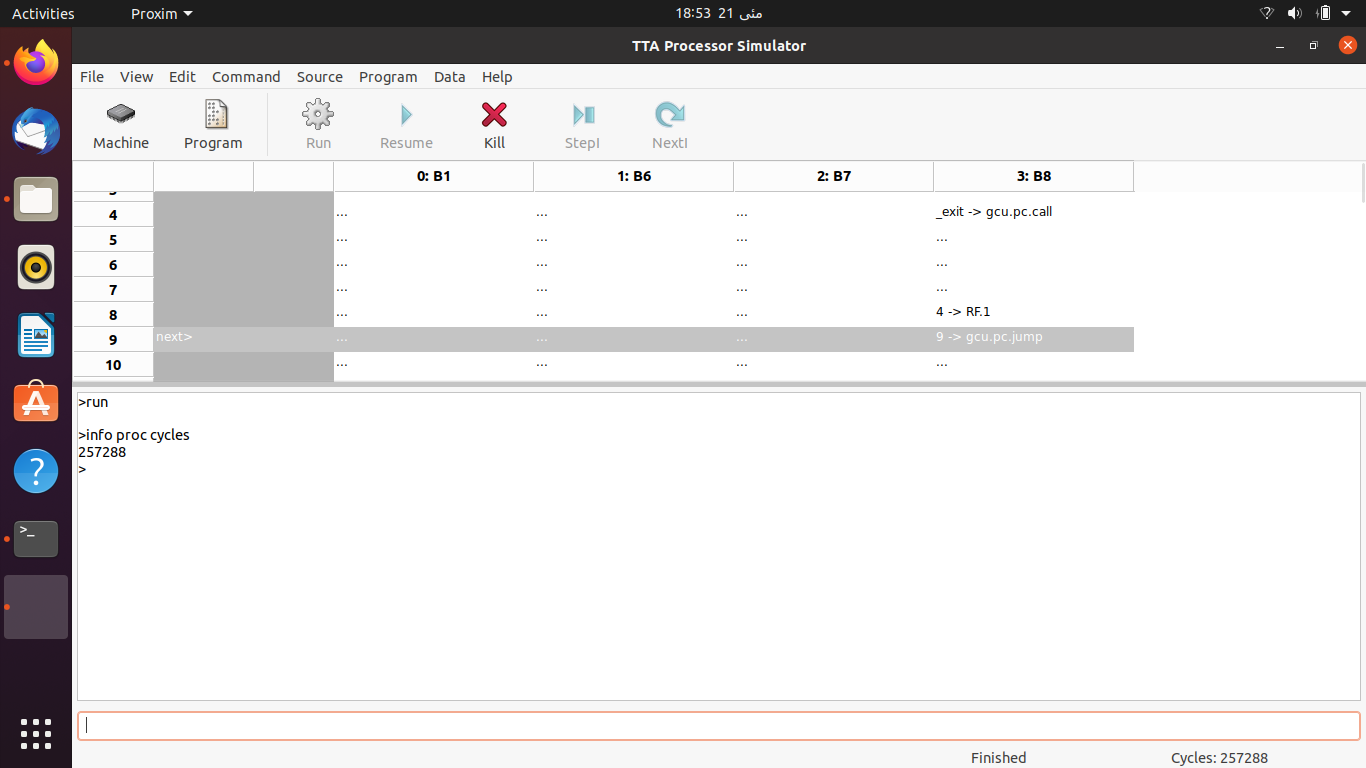 Activities Proxim 18:53 21 مئی
TTA Processor Simulator
File View Edit Command Source Program Data Help
Machine Program Run Resume Kill StepI NextI
0: B1 1: B6 2: B7 3: B8
4 ... ... ... _exit -> gcu.pc.call
5 ... ... ... ...
6 ... ... ... ...
7 ... ... ... ...
8 ... ... ... 4 -> RF.1
9 next> ... ... ... 9 -> gcu.pc.jump
10 ... ... ... ...
>run
>info proc cycles
257288
>
Finished Cycles: 257288